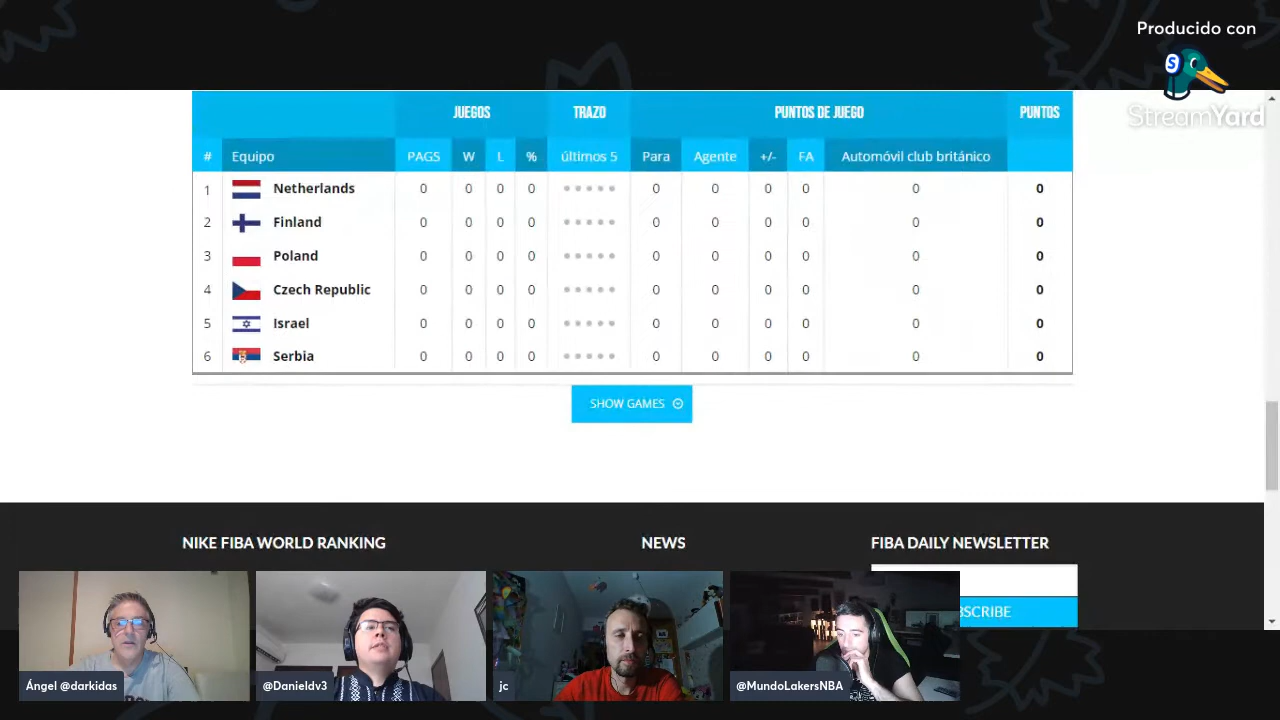 Producido con
StreamYard
JUEGOS TRAZO PUNTOS DE JUEGO PUNTOS
# Equipo PAGS W L % últimos 5 Para Agente +/- FA Automóvil club británico
1 Netherlands 0 0 0 0 0 0 0 0 0 0
2 Finland 0 0 0 0 0 0 0 0 0 0
3 Poland 0 0 0 0 0 0 0 0 0 0
4 Czech Republic 0 0 0 0 0 0 0 0 0 0
5 Israel 0 0 0 0 0 0 0 0 0 0
6 Serbia 0 0 0 0 0 0 0 0 0 0
SHOW GAMES
NIKE FIBA WORLD RANKING NEWS FIBA DAILY NEWSLETTER
BSCRIBE
Ángel @darkidas @Danieldv3 jc @MundoLakersNBA